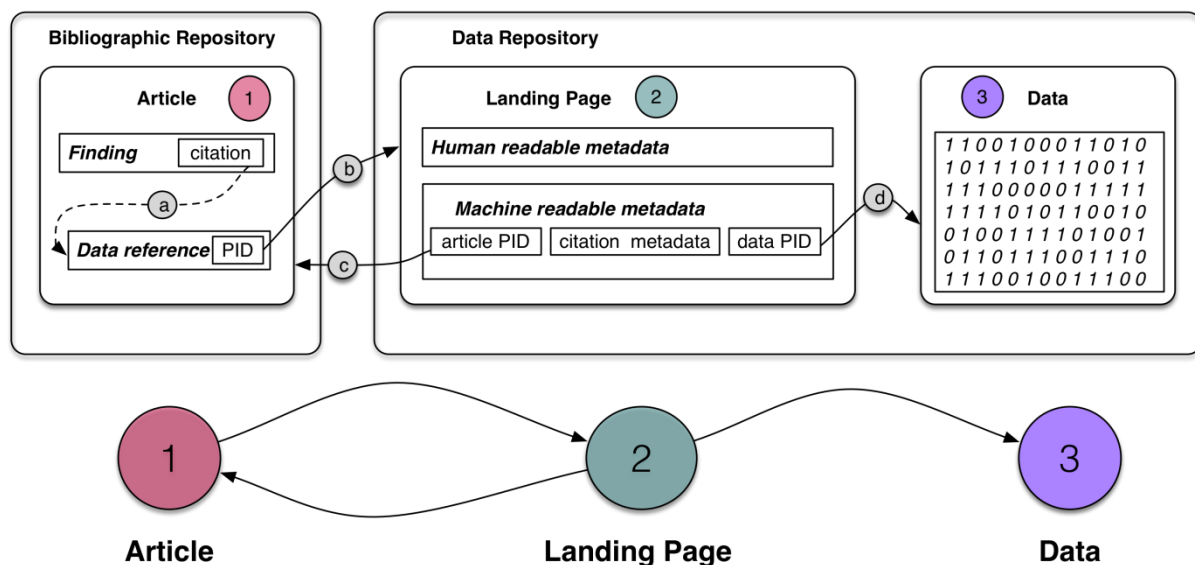 Bibliographic Repository
Data Repository
Article
1
Landing Page
2
3
Data
Finding
citation
a
Data reference
PID
b
c
Human readable metadata
Machine readable metadata
article PID
citation metadata
data PID
d
1 1 0 0 1 0 0 0 1 1 0 1 0
1 0 1 1 1 0 1 1 1 0 0 1 1
1 1 1 0 0 0 0 0 1 1 1 1 1
1 1 1 1 0 1 0 1 1 0 0 1 0
0 1 0 0 1 1 1 1 0 1 0 0 1
0 1 1 0 1 1 1 0 0 1 1 1 0
1 1 1 0 0 1 0 0 1 1 1 0 0
1
2
3
Article
Landing Page
Data